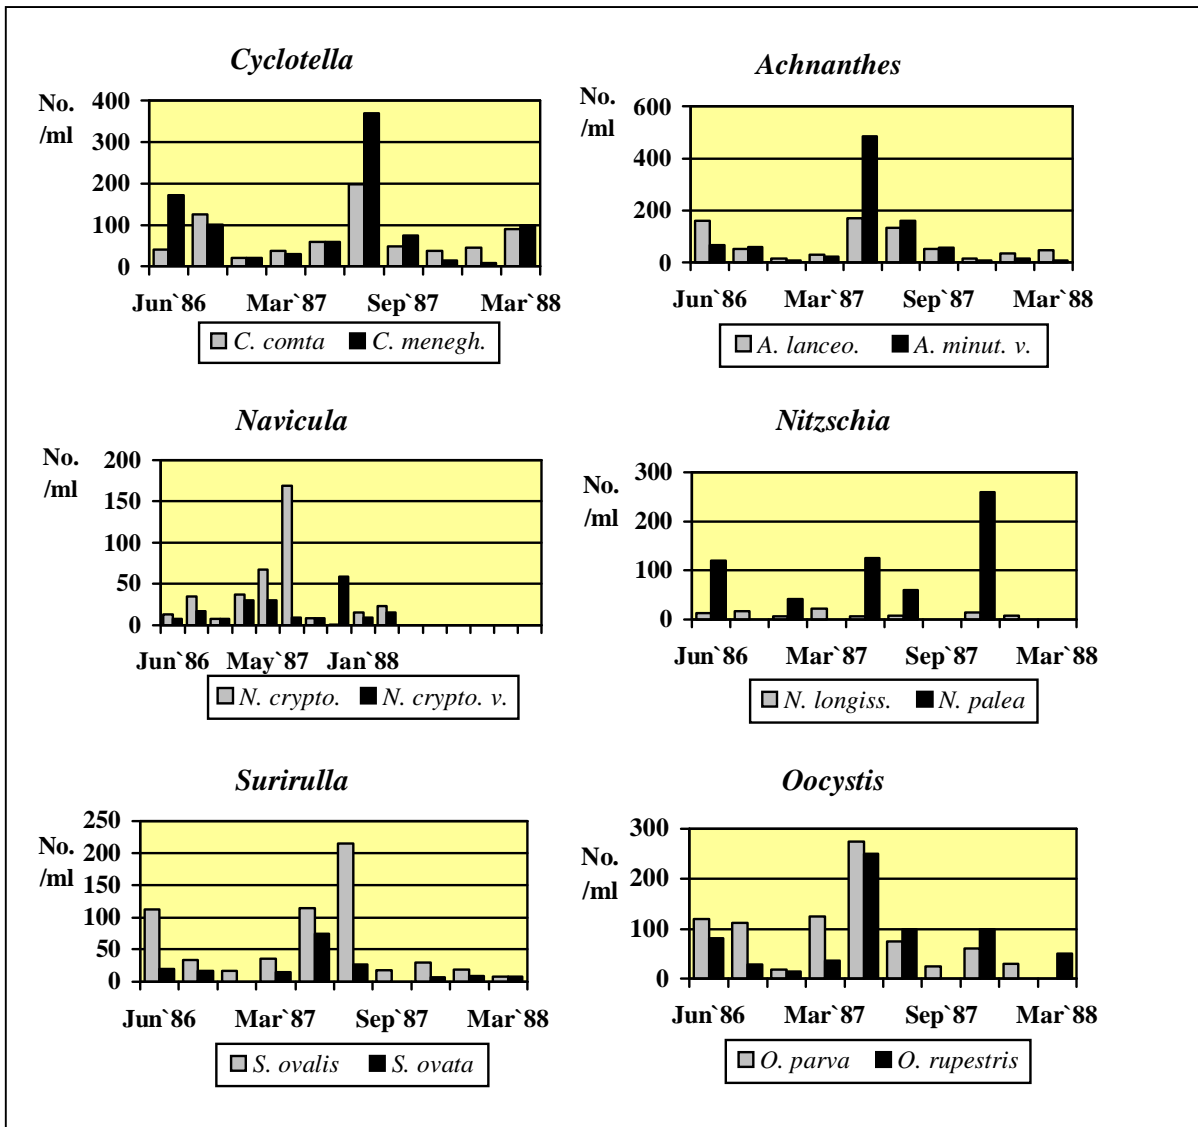 Cyclotella
No.
/ml
400
300
200
100
0
Jun`86 Mar`87 Sep`87 Mar`88
C. comta C. menegh.
Achnanthes
No.
/ml
600
400
200
0
Jun`86 Mar`87 Sep`87 Mar`88
A. lanceo. A. minut. v.
Navicula
No.
/ml
200
150
100
50
0
Jun`86 May`87 Jan`88
N. crypto. N. crypto. v.
Nitzschia
No.
/ml
300
200
100
0
Jun`86 Mar`87 Sep`87 Mar`88
N. longiss. N. palea
Surirulla
No.
/ml
250
200
150
100
50
0
Jun`86 Mar`87 Sep`87 Mar`88
S. ovalis S. ovata
Oocystis
No.
/ml
300
200
100
0
Jun`86 Mar`87 Sep`87 Mar`88
O. parva O. rupestris